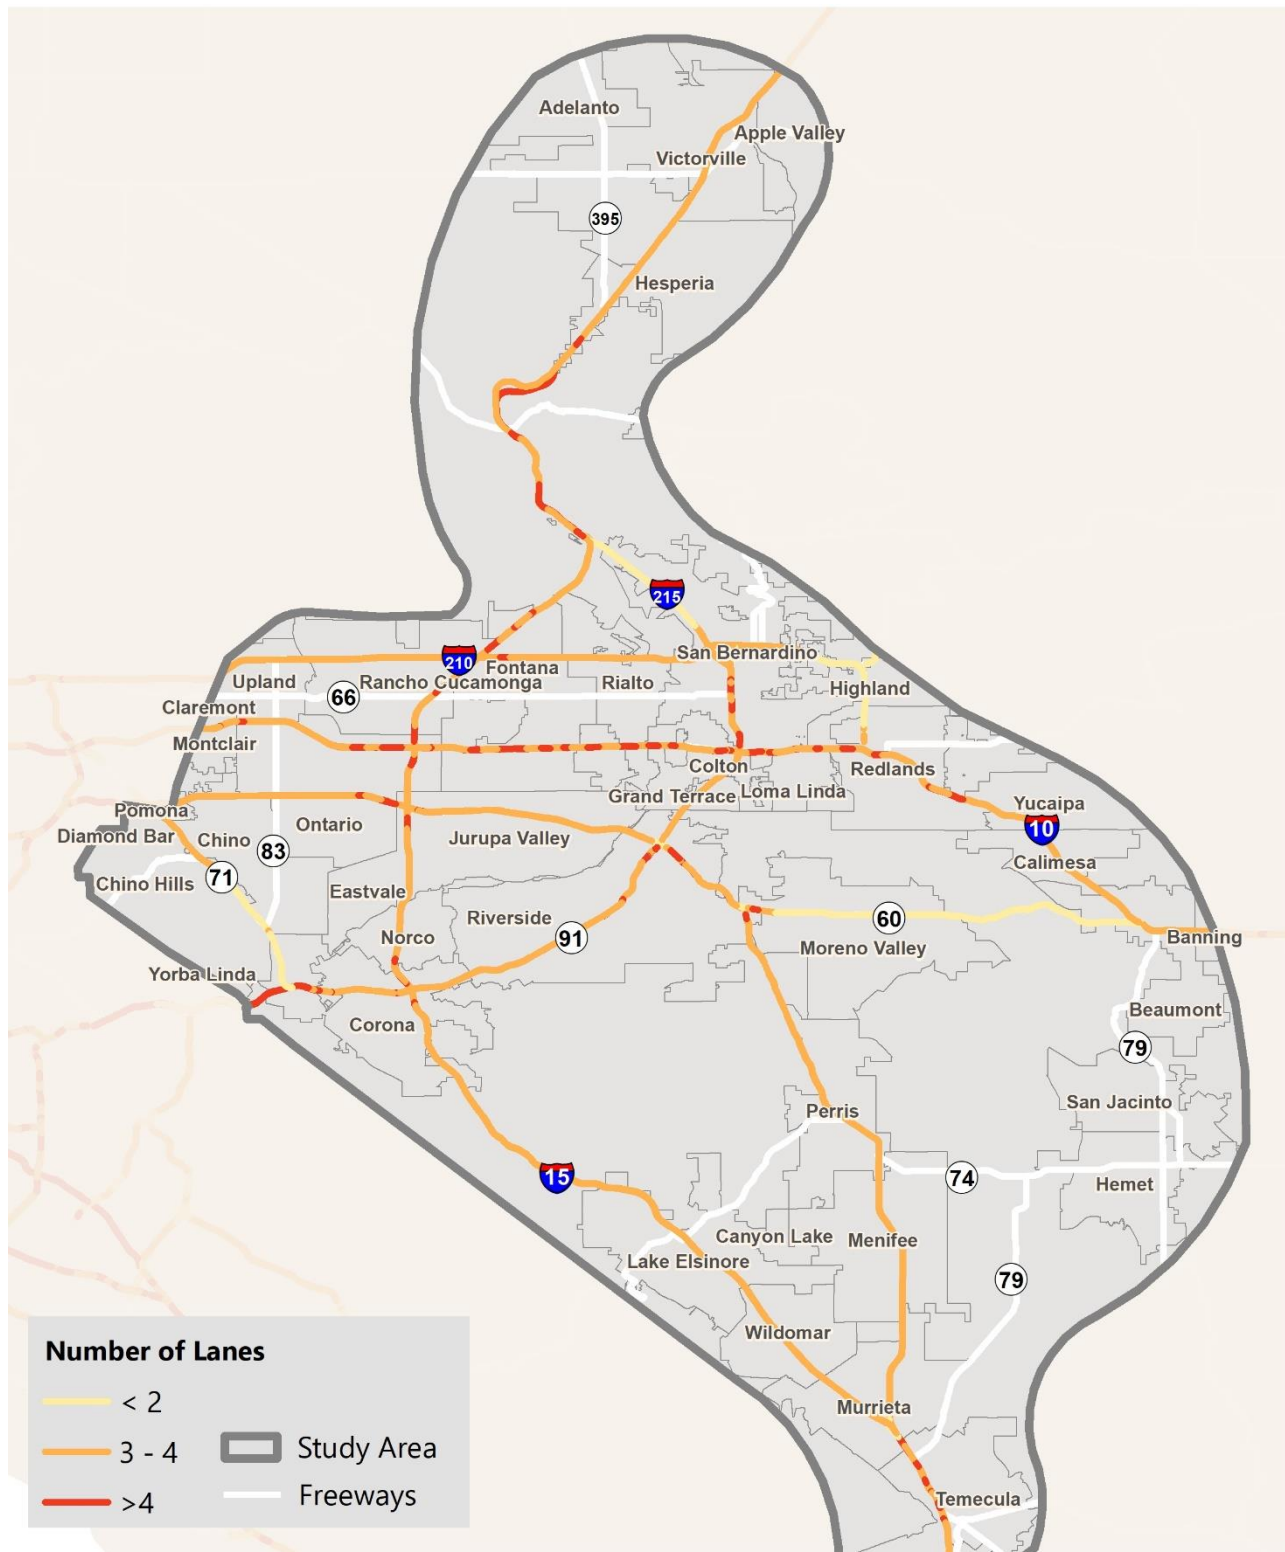 Adelanto
Apple Valley
Victorville
395
Hesperia
215
San Bernardino
210
Fontana
Upland
Rancho Cucamonga
Rialto
66
Highland
Claremont
Montclair
Colton
Redlands
Grand Terrace
Loma Linda
Yucaipa
Pomona
Ontario
10
Diamond Bar
Chino
83
Jurupa Valley
Calimesa
Chino Hills
71
Eastvale
Riverside
60
91
Norco
Moreno Valley
Banning
Yorba Linda
Beaumont
Corona
79
San Jacinto
Perris
15
74
Hemet
Canyon Lake
Menifee
Lake Elsinore
79
Wildomar
Murrieta
Temecula
Number of Lanes
< 2
3 - 4
>4
Study Area
Freeways